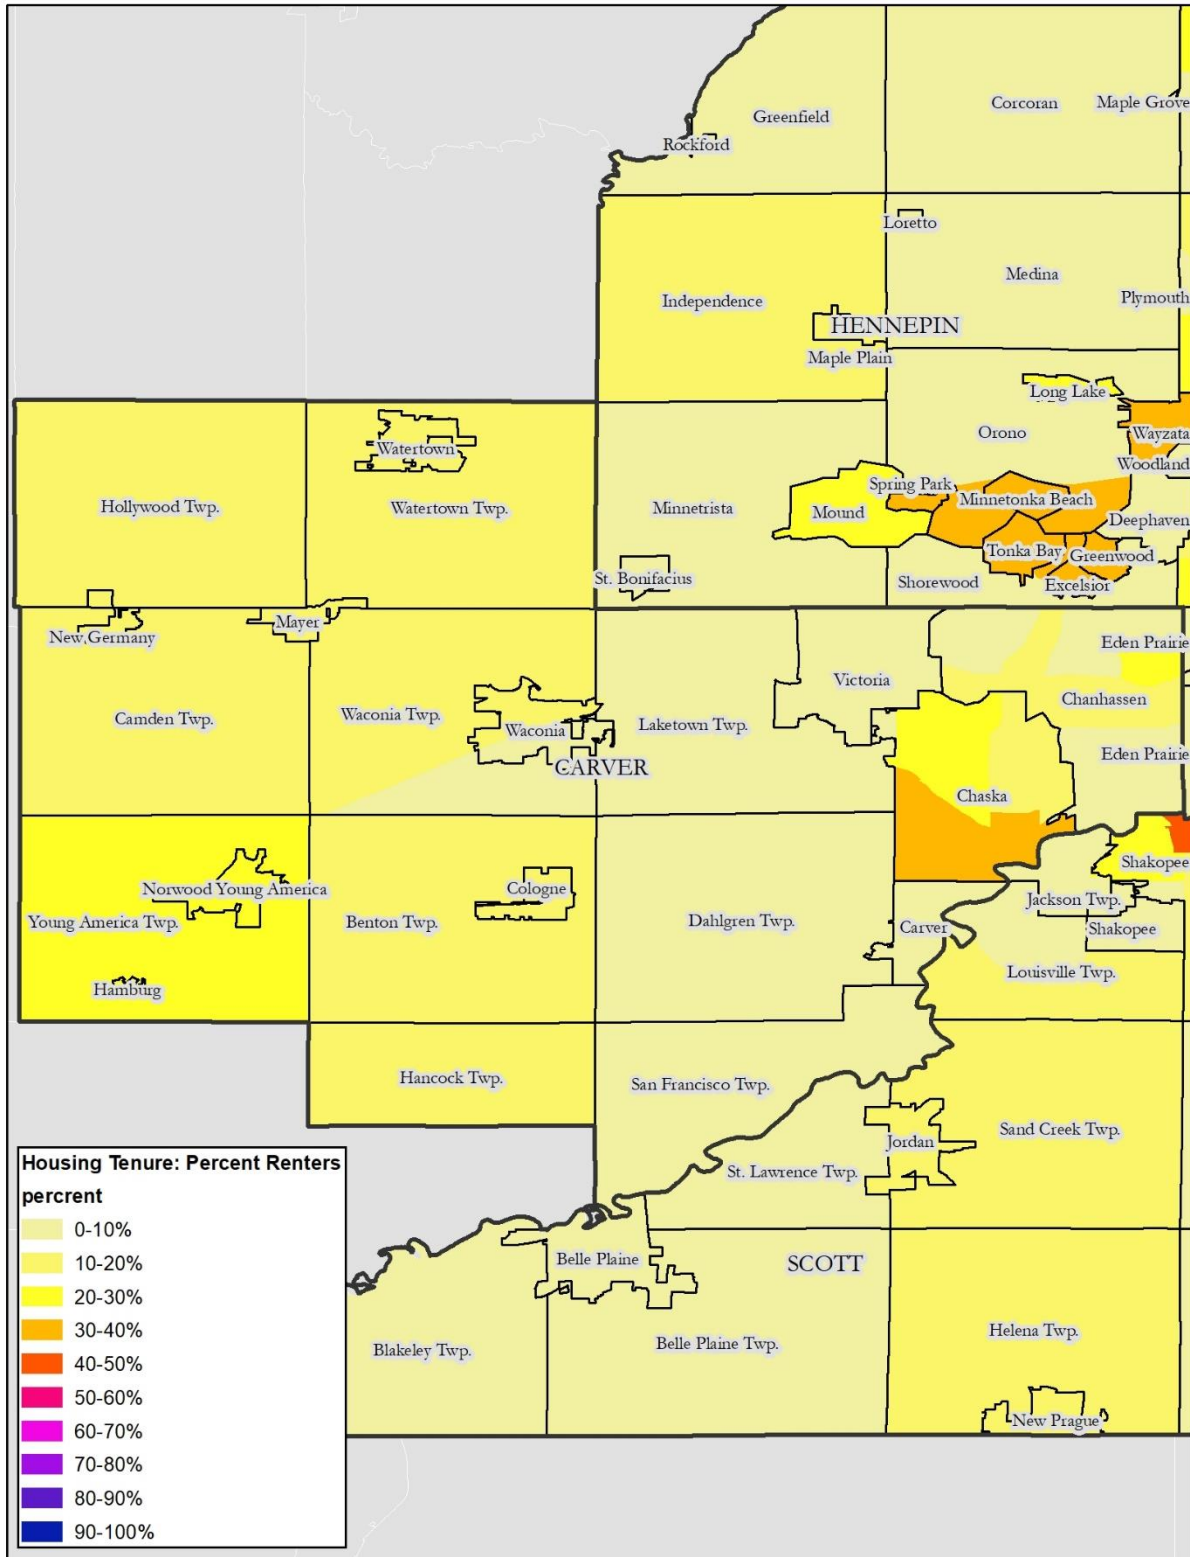 Greenfield
Corcoran
Maple Grove
Rockford
Loretto
Medina
Independence
Plymouth
HENNEPIN
Maple Plain
Long Lake
Orono
Wayzata
Watertown
Woodland
Spring Park
Minnetonka Beach
Hollywood Twp.
Watertown Twp.
Minnetrista
Mound
Deephaven
Tonka Bay
Greenwood
St. Bonifacius
Shorewood
Excelsior
Mayer
New Germany
Eden Prairie
Victoria
Chanhassen
Camden Twp.
Waconia Twp.
Waconia
Laketown Twp.
CARVER
Eden Prairie
Chaska
Shakopee
Norwood Young America
Cologne
Jackson Twp.
Young America Twp.
Benton Twp.
Dahlgren Twp.
Carver
Shakopee
Louisville Twp.
Hamburg
Hancock Twp.
San Francisco Twp.
Sand Creek Twp.
Jordan
St. Lawrence Twp.
Belle Plaine
SCOTT
Helena Twp.
Blakeley Twp.
Belle Plaine Twp.
New Prague
Housing Tenure: Percent Renters
percrent
0-10%
10-20%
20-30%
30-40%
40-50%
50-60%
60-70%
70-80%
80-90%
90-100%